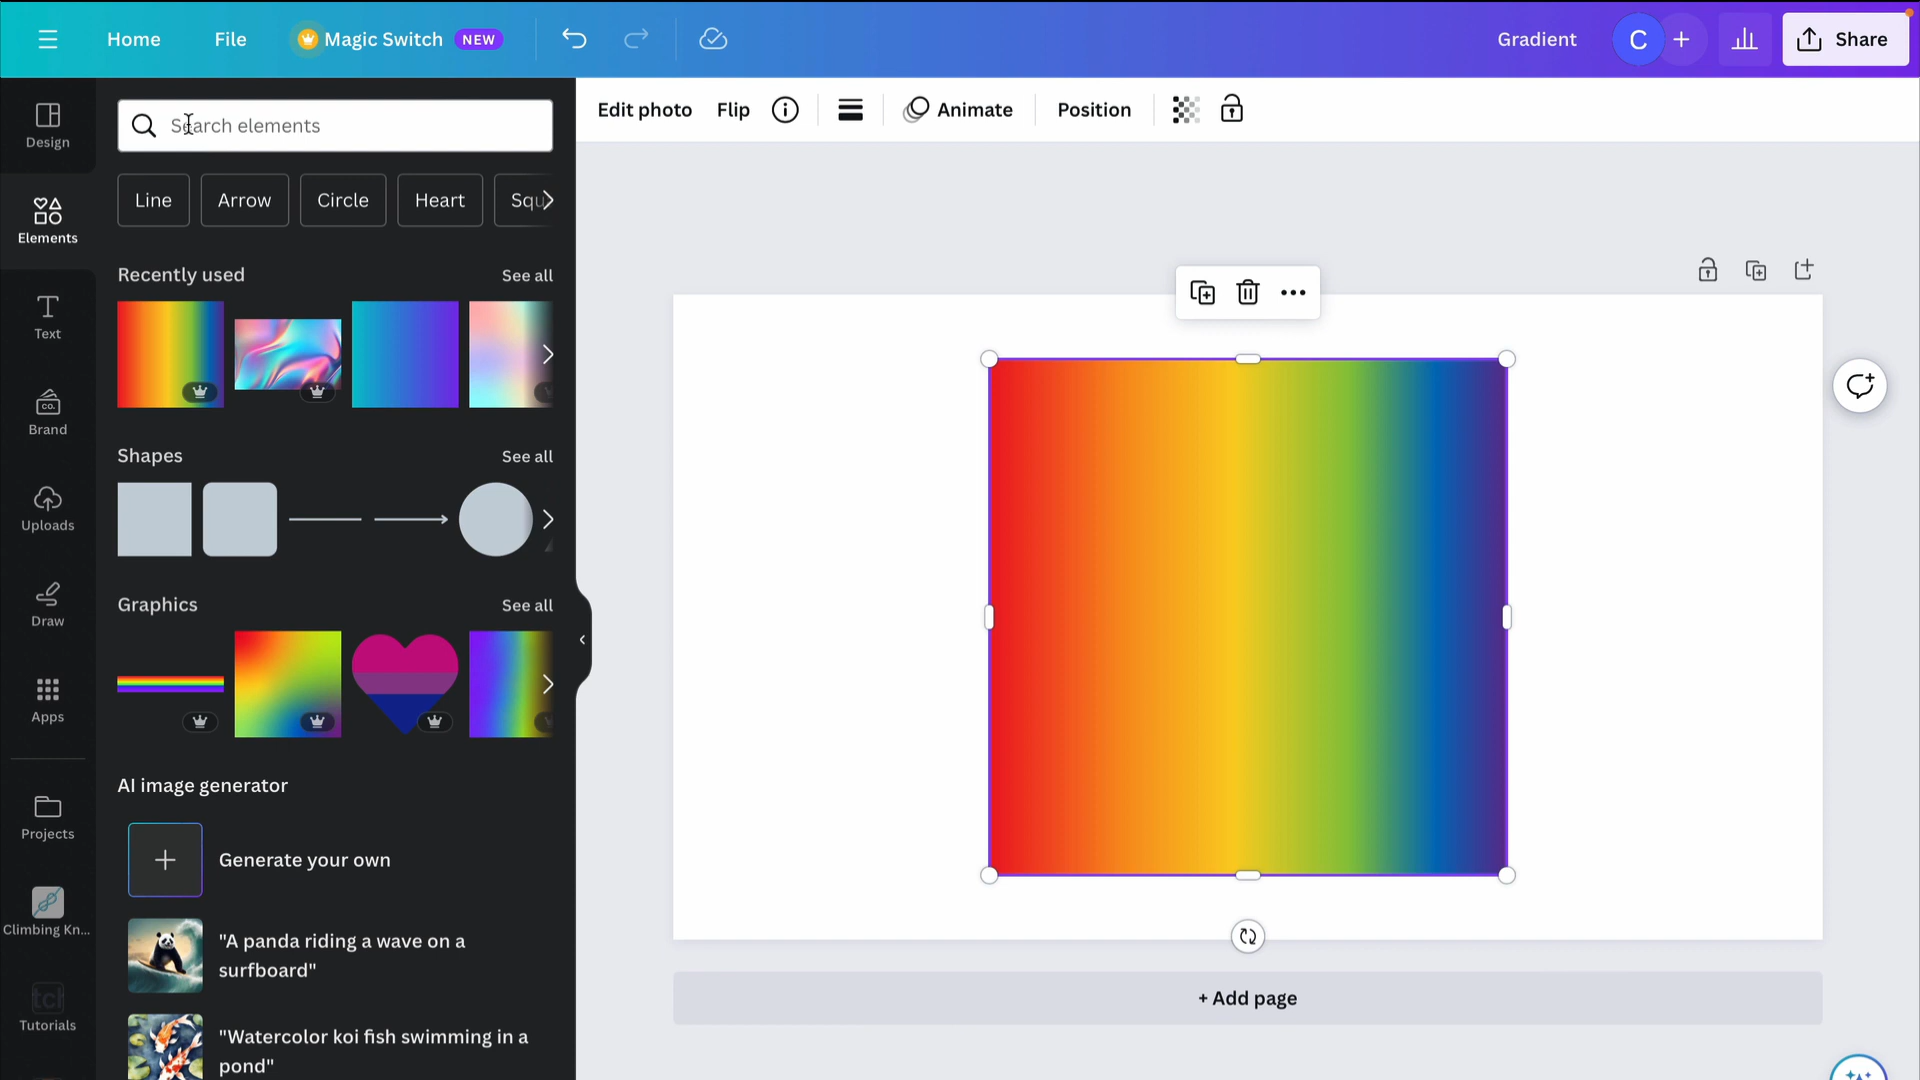 Home File Magic Switch NEW Gradient C Share
Design
Elements
Text
CO.
Brand
Uploads
Draw
Apps
Projects
Climbing Kn...
Tutorials
Search elements
Line Arrow Circle Heart Squ
Recently used See all
Shapes See all
Graphics See all
AI image generator
Generate your own
"A panda riding a wave on a
surfboard"
"Watercolor koi fish swimming in a
pond"
Edit photo Flip Animate Position
+ Add page